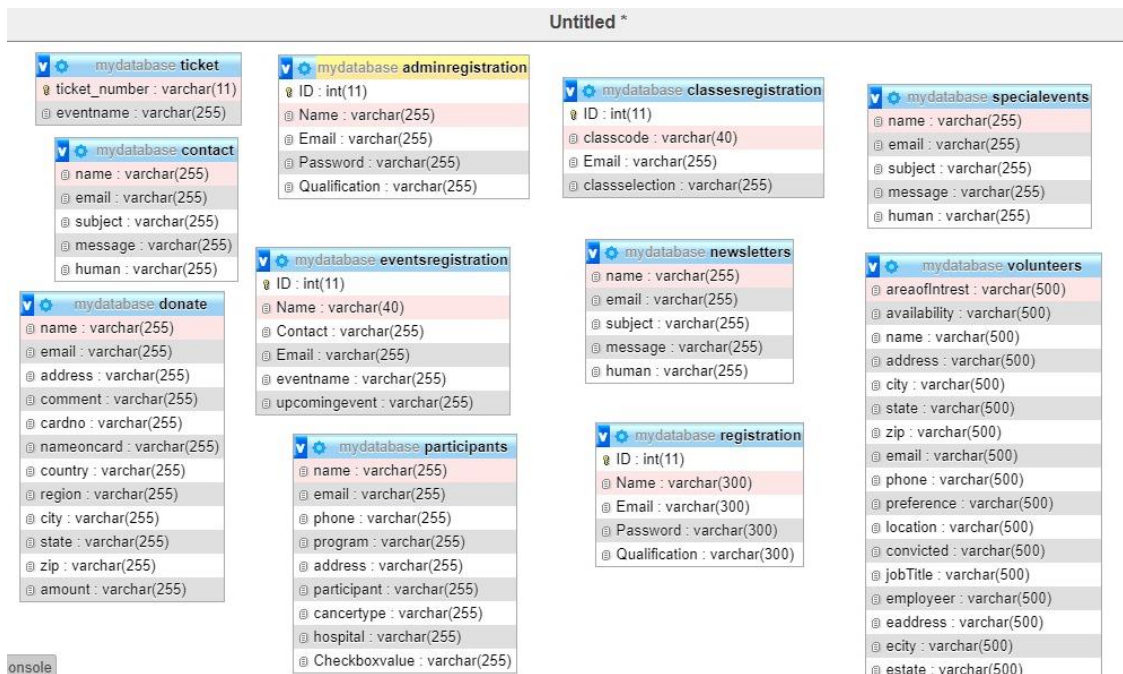 Untitled *
mydatabase ticket
ticket_number : varchar(11)
eventname : varchar(255)
mydatabase contact
name : varchar(255)
email : varchar(255)
subject : varchar(255)
message : varchar(255)
human : varchar(255)
mydatabase donate
name : varchar(255)
email : varchar(255)
address : varchar(255)
comment : varchar(255)
cardno : varchar(255)
nameoncard : varchar(255)
country : varchar(255)
region : varchar(255)
city : varchar(255)
state : varchar(255)
zip : varchar(255)
amount : varchar(255)
mydatabase adminregistration
ID : int(11)
Name : varchar(255)
Email : varchar(255)
Password : varchar(255)
Qualification : varchar(255)
mydatabase eventsregistration
ID : int(11)
Name : varchar(40)
Contact : varchar(255)
Email : varchar(255)
eventname : varchar(255)
upcomingevent : varchar(255)
mydatabase participants
name : varchar(255)
email : varchar(255)
phone : varchar(255)
program : varchar(255)
address : varchar(255)
participant : varchar(255)
cancertype : varchar(255)
hospital : varchar(255)
Checkboxvalue : varchar(255)
mydatabase classesregistration
ID : int(11)
classcode : varchar(40)
Email : varchar(255)
classselection : varchar(255)
mydatabase newsletters
name : varchar(255)
email : varchar(255)
subject : varchar(255)
message : varchar(255)
human : varchar(255)
mydatabase registration
ID : int(11)
Name : varchar(300)
Email : varchar(300)
Password : varchar(300)
Qualification : varchar(300)
mydatabase specialevents
name : varchar(255)
email : varchar(255)
subject : varchar(255)
message : varchar(255)
human : varchar(255)
mydatabase volunteers
areaofIntrest : varchar(500)
availability : varchar(500)
name : varchar(500)
address : varchar(500)
city : varchar(500)
state : varchar(500)
zip : varchar(500)
email : varchar(500)
phone : varchar(500)
preference : varchar(500)
location : varchar(500)
convicted : varchar(500)
jobTitle : varchar(500)
employeer : varchar(500)
eaddress : varchar(500)
ecity : varchar(500)
estate : varchar(500)
onsole